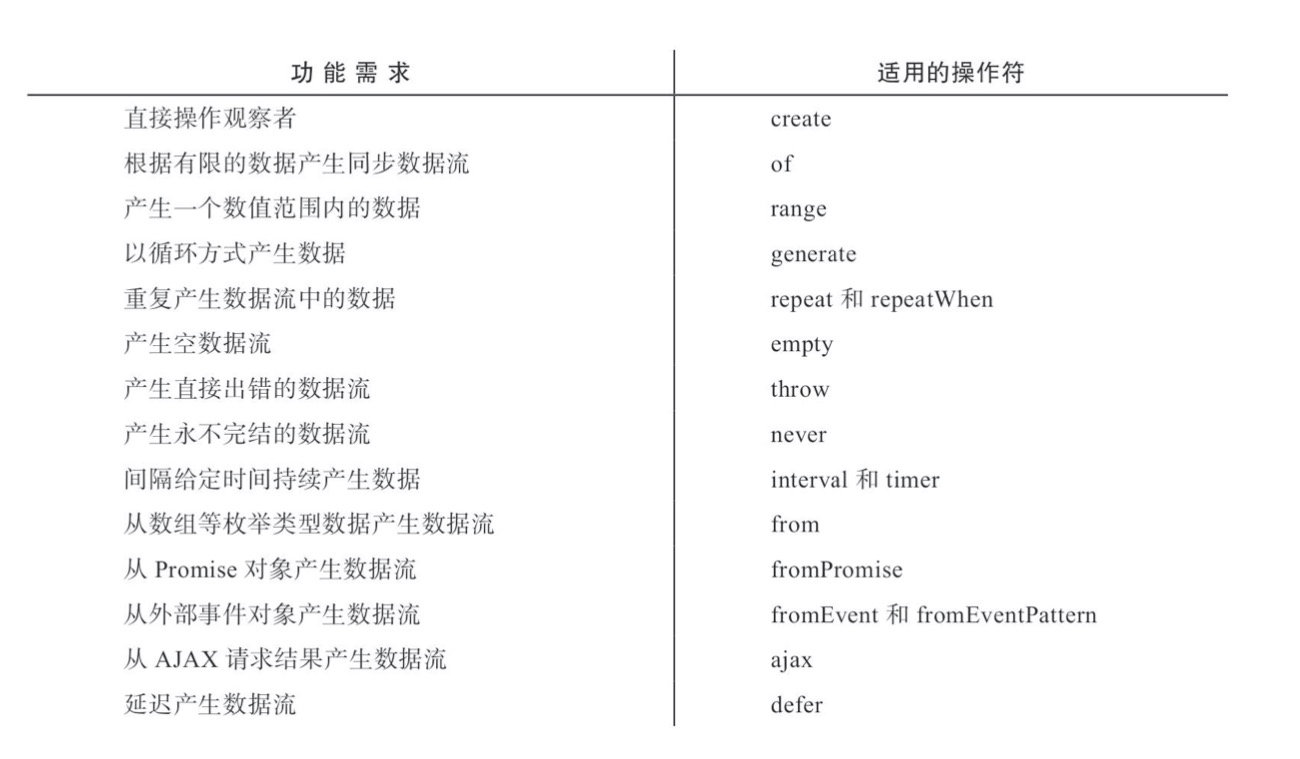 功能需求 适用的操作符
直接操作观察者 create
根据有限的数据产生同步数据流 of
产生一个数值范围内的数据 range
以循环方式产生数据 generate
重复产生数据流中的数据 repeat 和 repeatWhen
产生空数据流 empty
产生直接出错的数据流 throw
产生永不完结的数据流 never
间隔给定时间持续产生数据 interval 和 timer
从数组等枚举类型数据产生数据流 from
从 Promise 对象产生数据流 fromPromise
从外部事件对象产生数据流 fromEvent 和 fromEventPattern
从 AJAX 请求结果产生数据流 ajax
延迟产生数据流 defer